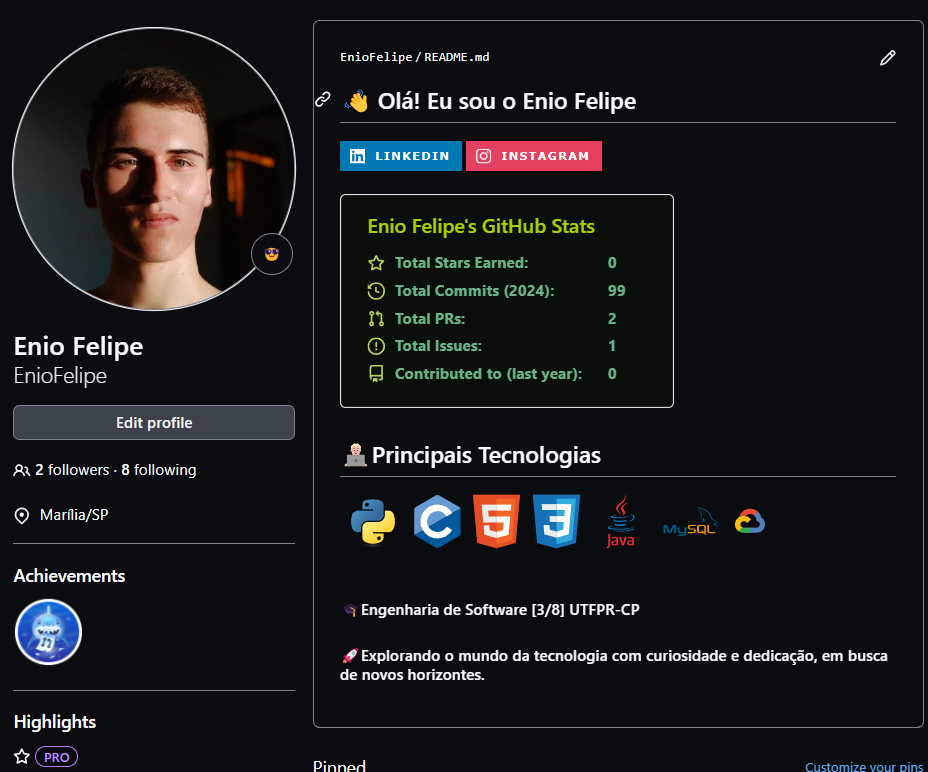 Enio Felipe
EnioFelipe
Edit profile
2 followers · 8 following
Marília/SP
Achievements
Highlights
PRO
EnioFelipe / README.md
Olá! Eu sou o Enio Felipe
LINKEDIN
INSTAGRAM
Enio Felipe's GitHub Stats
Total Stars Earned: 0
Total Commits (2024): 99
Total PRs: 2
Total Issues: 1
Contributed to (last year): 0
Principais Tecnologias
C
5
3
Java
MySQL
Engenharia de Software [3/8] UTFPR-CP
Explorando o mundo da tecnologia com curiosidade e dedicação, em busca
de novos horizontes.
Pinned
Customize your pins